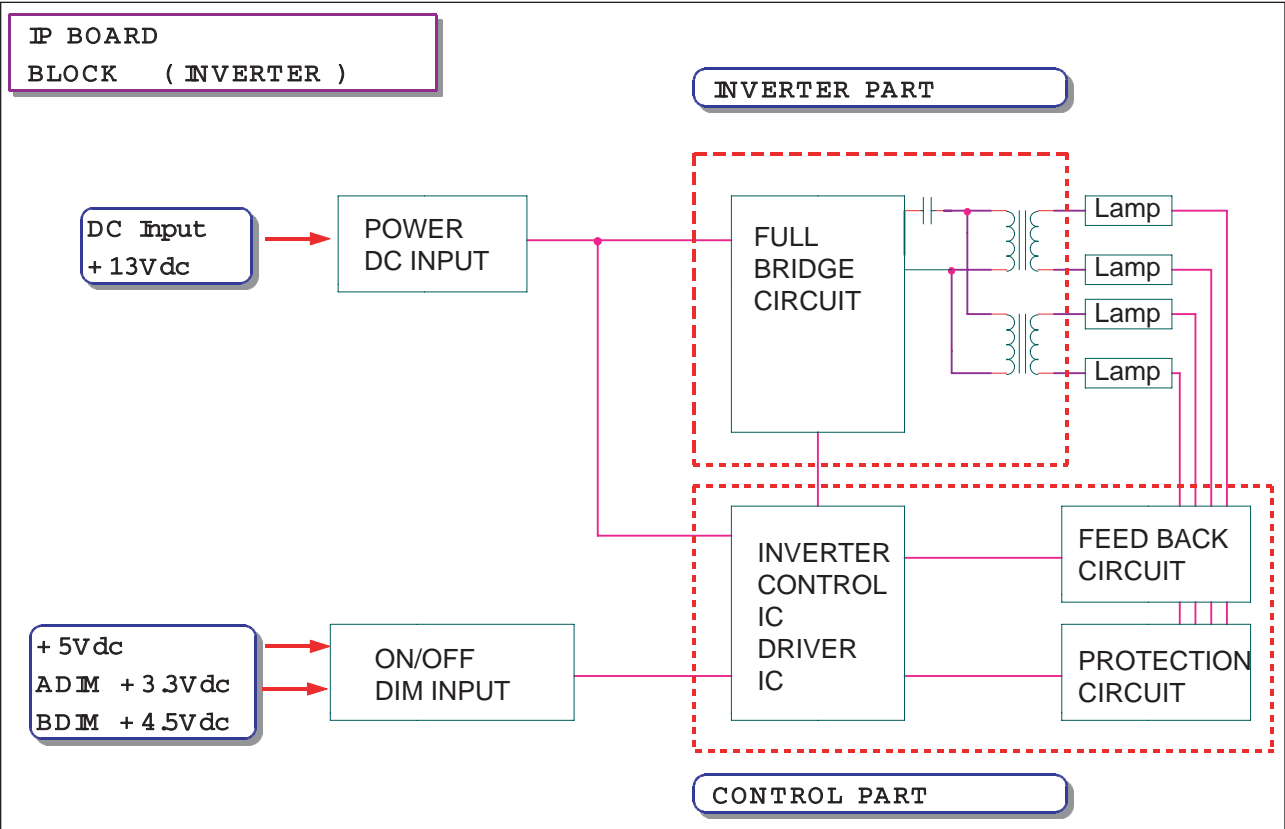 IP BOARD
BLOCK ( INVERTER )
INVERTER PART
DC Input
+13Vdc
POWER
DC INPUT
FULL
BRIDGE
CIRCUIT
Lamp
Lamp
Lamp
Lamp
INVERTER
CONTROL
IC
DRIVER
IC
FEED BACK
CIRCUIT
+5Vdc
ADIM +3.3Vdc
BDIM +4.5Vdc
ON/OFF
DIM INPUT
PROTECTION
CIRCUIT
CONTROL PART